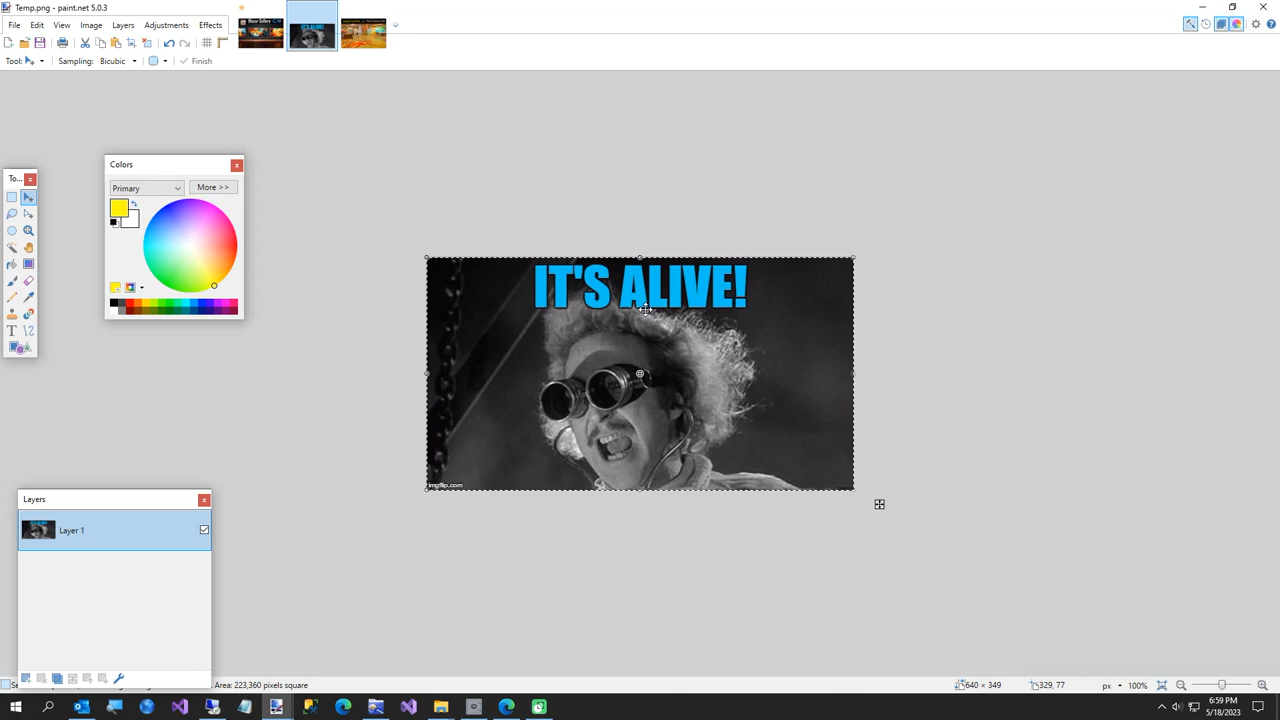 Temp.png - paint.net 5.0.3
File Edit View Image Layers Adjustments Effects
Tool: Sampling: Bicubic Finish
To... x
Colors x
Primary More >>
IT'S ALIVE!
imgflip.com
Layers x
Layer 1
Area: 223,360 pixels square 640 × 349 329, 77 px 100%
6:59 PM
5/18/2023